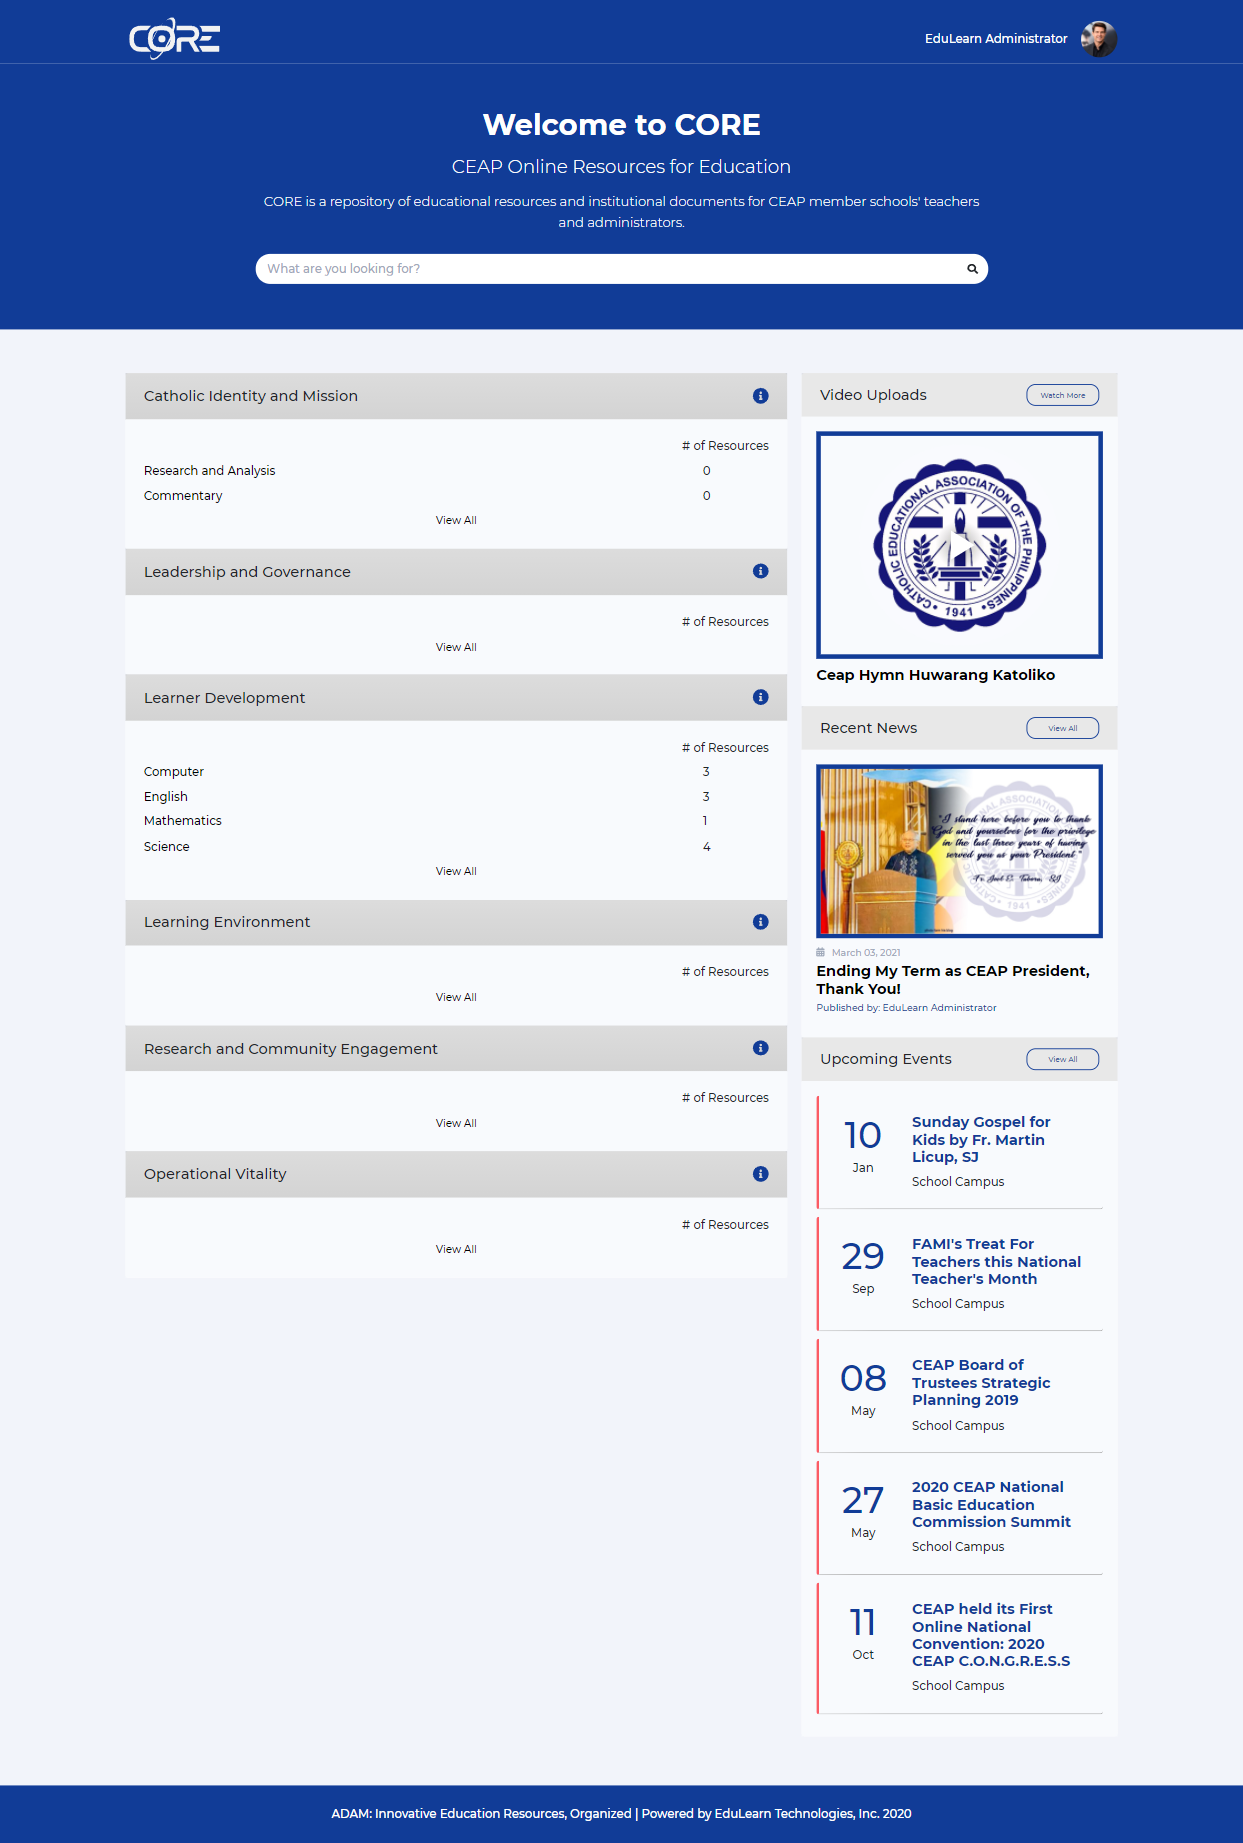 CORE
EduLearn Administrator
Welcome to CORE
CEAP Online Resources for Education
CORE is a repository of educational resources and institutional documents for CEAP member schools' teachers
and administrators.
What are you looking for?
Catholic Identity and Mission
# of Resources
Research and Analysis 0
Commentary 0
View All
Leadership and Governance
# of Resources
View All
Learner Development
# of Resources
Computer 3
English 3
Mathematics 1
Science 4
View All
Learning Environment
# of Resources
View All
Research and Community Engagement
# of Resources
View All
Operational Vitality
# of Resources
View All
Video Uploads
Watch More
CATHOLIC EDUCATIONAL ASSOCIATION OF THE PHILIPPINES
• 1941 •
Ceap Hymn Huwarang Katoliko
Recent News
View All
"I stand here before you to thank
God and yourselves for the privilege
in the last three years of having
served you as your President"
1941
March 03, 2021
Ending My Term as CEAP President,
Thank You!
Published by: EduLearn Administrator
Upcoming Events
View All
10
Jan
Sunday Gospel for
Kids by Fr. Martin
Licup, SJ
School Campus
29
Sep
FAMI's Treat For
Teachers this National
Teacher's Month
School Campus
08
May
CEAP Board of
Trustees Strategic
Planning 2019
School Campus
27
May
2020 CEAP National
Basic Education
Commission Summit
School Campus
11
Oct
CEAP held its First
Online National
Convention: 2020
CEAP C.O.N.G.R.E.S.S
School Campus
ADAM: Innovative Education Resources, Organized | Powered by EduLearn Technologies, Inc. 2020